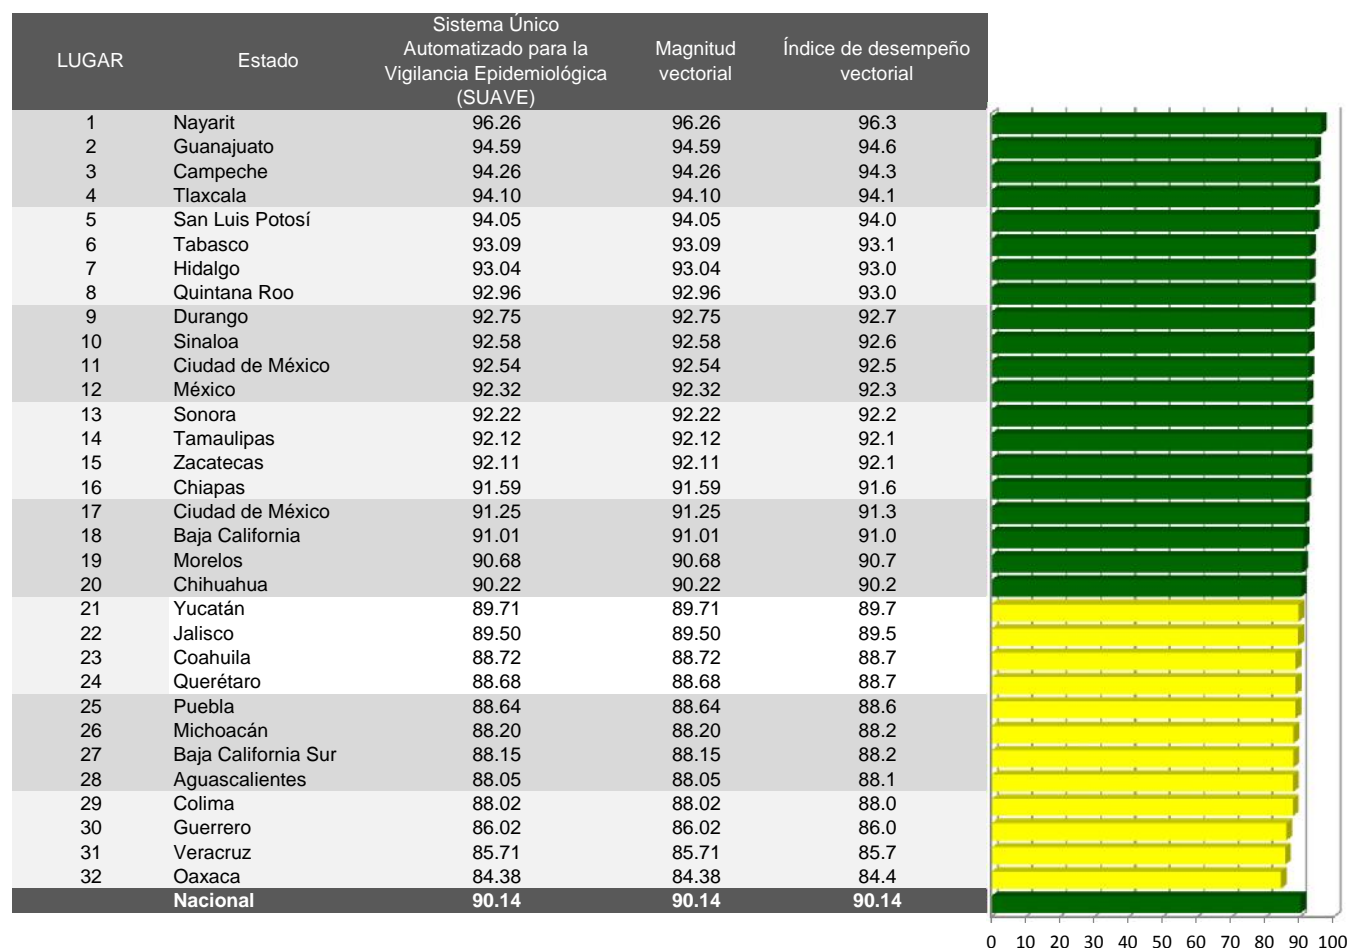 LUGAR Estado Sistema Único Automatizado para la Vigilancia Epidemiológica (SUAVE) Magnitud vectorial Índice de desempeño vectorial
1 Nayarit 96.26 96.26 96.3
2 Guanajuato 94.59 94.59 94.6
3 Campeche 94.26 94.26 94.3
4 Tlaxcala 94.10 94.10 94.1
5 San Luis Potosí 94.05 94.05 94.0
6 Tabasco 93.09 93.09 93.1
7 Hidalgo 93.04 93.04 93.0
8 Quintana Roo 92.96 92.96 93.0
9 Durango 92.75 92.75 92.7
10 Sinaloa 92.58 92.58 92.6
11 Ciudad de México 92.54 92.54 92.5
12 México 92.32 92.32 92.3
13 Sonora 92.22 92.22 92.2
14 Tamaulipas 92.12 92.12 92.1
15 Zacatecas 92.11 92.11 92.1
16 Chiapas 91.59 91.59 91.6
17 Ciudad de México 91.25 91.25 91.3
18 Baja California 91.01 91.01 91.0
19 Morelos 90.68 90.68 90.7
20 Chihuahua 90.22 90.22 90.2
21 Yucatán 89.71 89.71 89.7
22 Jalisco 89.50 89.50 89.5
23 Coahuila 88.72 88.72 88.7
24 Querétaro 88.68 88.68 88.7
25 Puebla 88.64 88.64 88.6
26 Michoacán 88.20 88.20 88.2
27 Baja California Sur 88.15 88.15 88.2
28 Aguascalientes 88.05 88.05 88.1
29 Colima 88.02 88.02 88.0
30 Guerrero 86.02 86.02 86.0
31 Veracruz 85.71 85.71 85.7
32 Oaxaca 84.38 84.38 84.4
Nacional 90.14 90.14 90.14
0 10 20 30 40 50 60 70 80 90 100